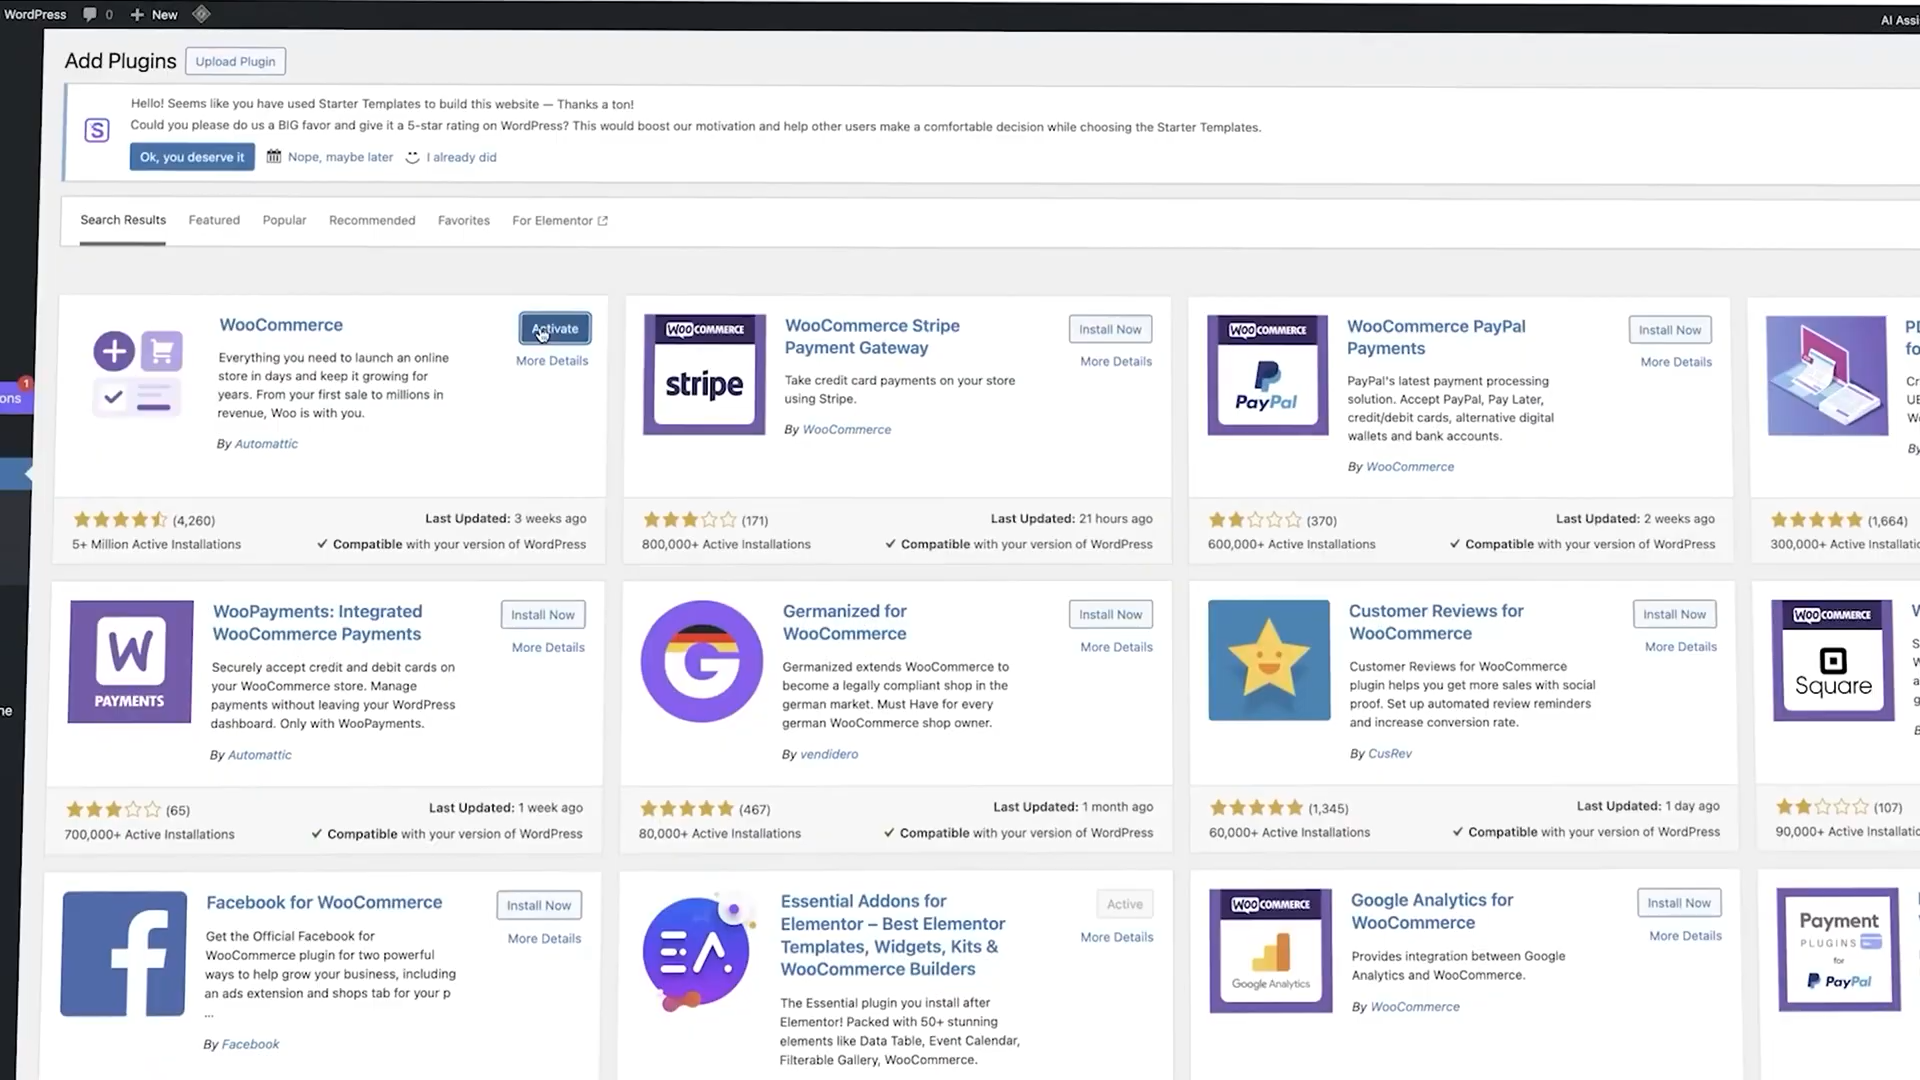 WordPress 0 New
AI Assi
Add Plugins Upload Plugin
Hello! Seems like you have used Starter Templates to build this website — Thanks a ton!
Could you please do us a BIG favor and give it a 5-star rating on WordPress? This would boost our motivation and help other users make a comfortable decision while choosing the Starter Templates.
Ok, you deserve it Nope, maybe later I already did
Search Results Featured Popular Recommended Favorites For Elementor
ons 1
ne
WooCommerce
Activate
More Details
Everything you need to launch an online
store in days and keep it growing for
years. From your first sale to millions in
revenue, Woo is with you.
By Automattic
(4,260)
Last Updated: 3 weeks ago
5+ Million Active Installations
Compatible with your version of WordPress
WOO COMMERCE
stripe
WooCommerce Stripe
Payment Gateway
Install Now
More Details
Take credit card payments on your store
using Stripe.
By WooCommerce
(171)
Last Updated: 21 hours ago
800,000+ Active Installations
Compatible with your version of WordPress
WOO COMMERCE
PayPal
WooCommerce PayPal
Payments
Install Now
More Details
PayPal's latest payment processing
solution. Accept PayPal, Pay Later,
credit/debit cards, alternative digital
wallets and bank accounts.
By WooCommerce
(370)
Last Updated: 2 weeks ago
600,000+ Active Installations
Compatible with your version of WordPress
PD
fo
Cr
UB
Wo
By
(1,664)
300,000+ Active Installatio
W
PAYMENTS
WooPayments: Integrated
WooCommerce Payments
Install Now
More Details
Securely accept credit and debit cards on
your WooCommerce store. Manage
payments without leaving your WordPress
dashboard. Only with WooPayments.
By Automattic
(65)
Last Updated: 1 week ago
700,000+ Active Installations
Compatible with your version of WordPress
G
Germanized for
WooCommerce
Install Now
More Details
Germanized extends WooCommerce to
become a legally compliant shop in the
german market. Must Have for every
german WooCommerce shop owner.
By vendidero
(467)
Last Updated: 1 month ago
80,000+ Active Installations
Compatible with your version of WordPress
Customer Reviews for
WooCommerce
Install Now
More Details
Customer Reviews for WooCommerce
plugin helps you get more sales with social
proof. Set up automated review reminders
and increase conversion rate.
By CusRev
(1,345)
Last Updated: 1 day ago
60,000+ Active Installations
Compatible with your version of WordPress
WOO COMMERCE
Square
(107)
90,000+ Active Installatio
f
Facebook for WooCommerce
Install Now
More Details
Get the Official Facebook for
WooCommerce plugin for two powerful
ways to help grow your business, including
an ads extension and shops tab for your p
...
By Facebook
EA
Essential Addons for
Elementor – Best Elementor
Templates, Widgets, Kits &
WooCommerce Builders
Active
More Details
The Essential plugin you install after
Elementor! Packed with 50+ stunning
elements like Data Table, Event Calendar,
Filterable Gallery, WooCommerce.
WOO COMMERCE
Google Analytics
Google Analytics for
WooCommerce
Install Now
More Details
Provides integration between Google
Analytics and WooCommerce.
By WooCommerce
Payment
PLUGINS
for
PayPal